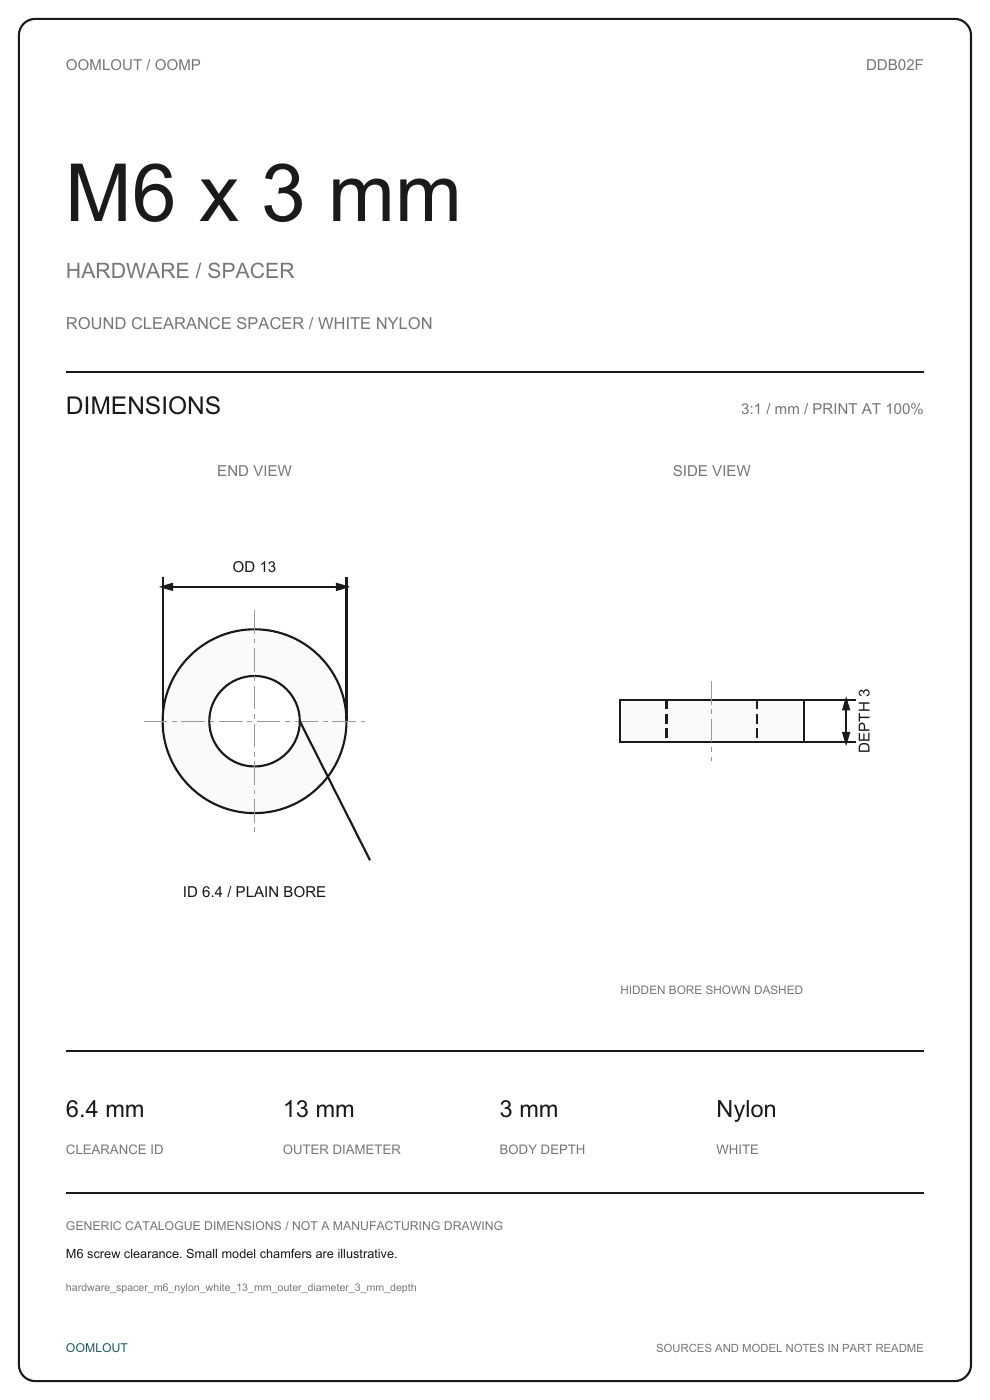 OOMLOUT / OOMP
DDB02F
M6 x 3 mm
HARDWARE / SPACER
ROUND CLEARANCE SPACER / WHITE NYLON
DIMENSIONS
3:1 / mm / PRINT AT 100%
END VIEW
SIDE VIEW
OD 13
DEPTH 3
ID 6.4 / PLAIN BORE
HIDDEN BORE SHOWN DASHED
6.4 mm
13 mm
3 mm
Nylon
CLEARANCE ID
OUTER DIAMETER
BODY DEPTH
WHITE
GENERIC CATALOGUE DIMENSIONS / NOT A MANUFACTURING DRAWING
M6 screw clearance. Small model chamfers are illustrative.
hardware_spacer_m6_nylon_white_13_mm_outer_diameter_3_mm_depth
OOMLOUT
SOURCES AND MODEL NOTES IN PART README